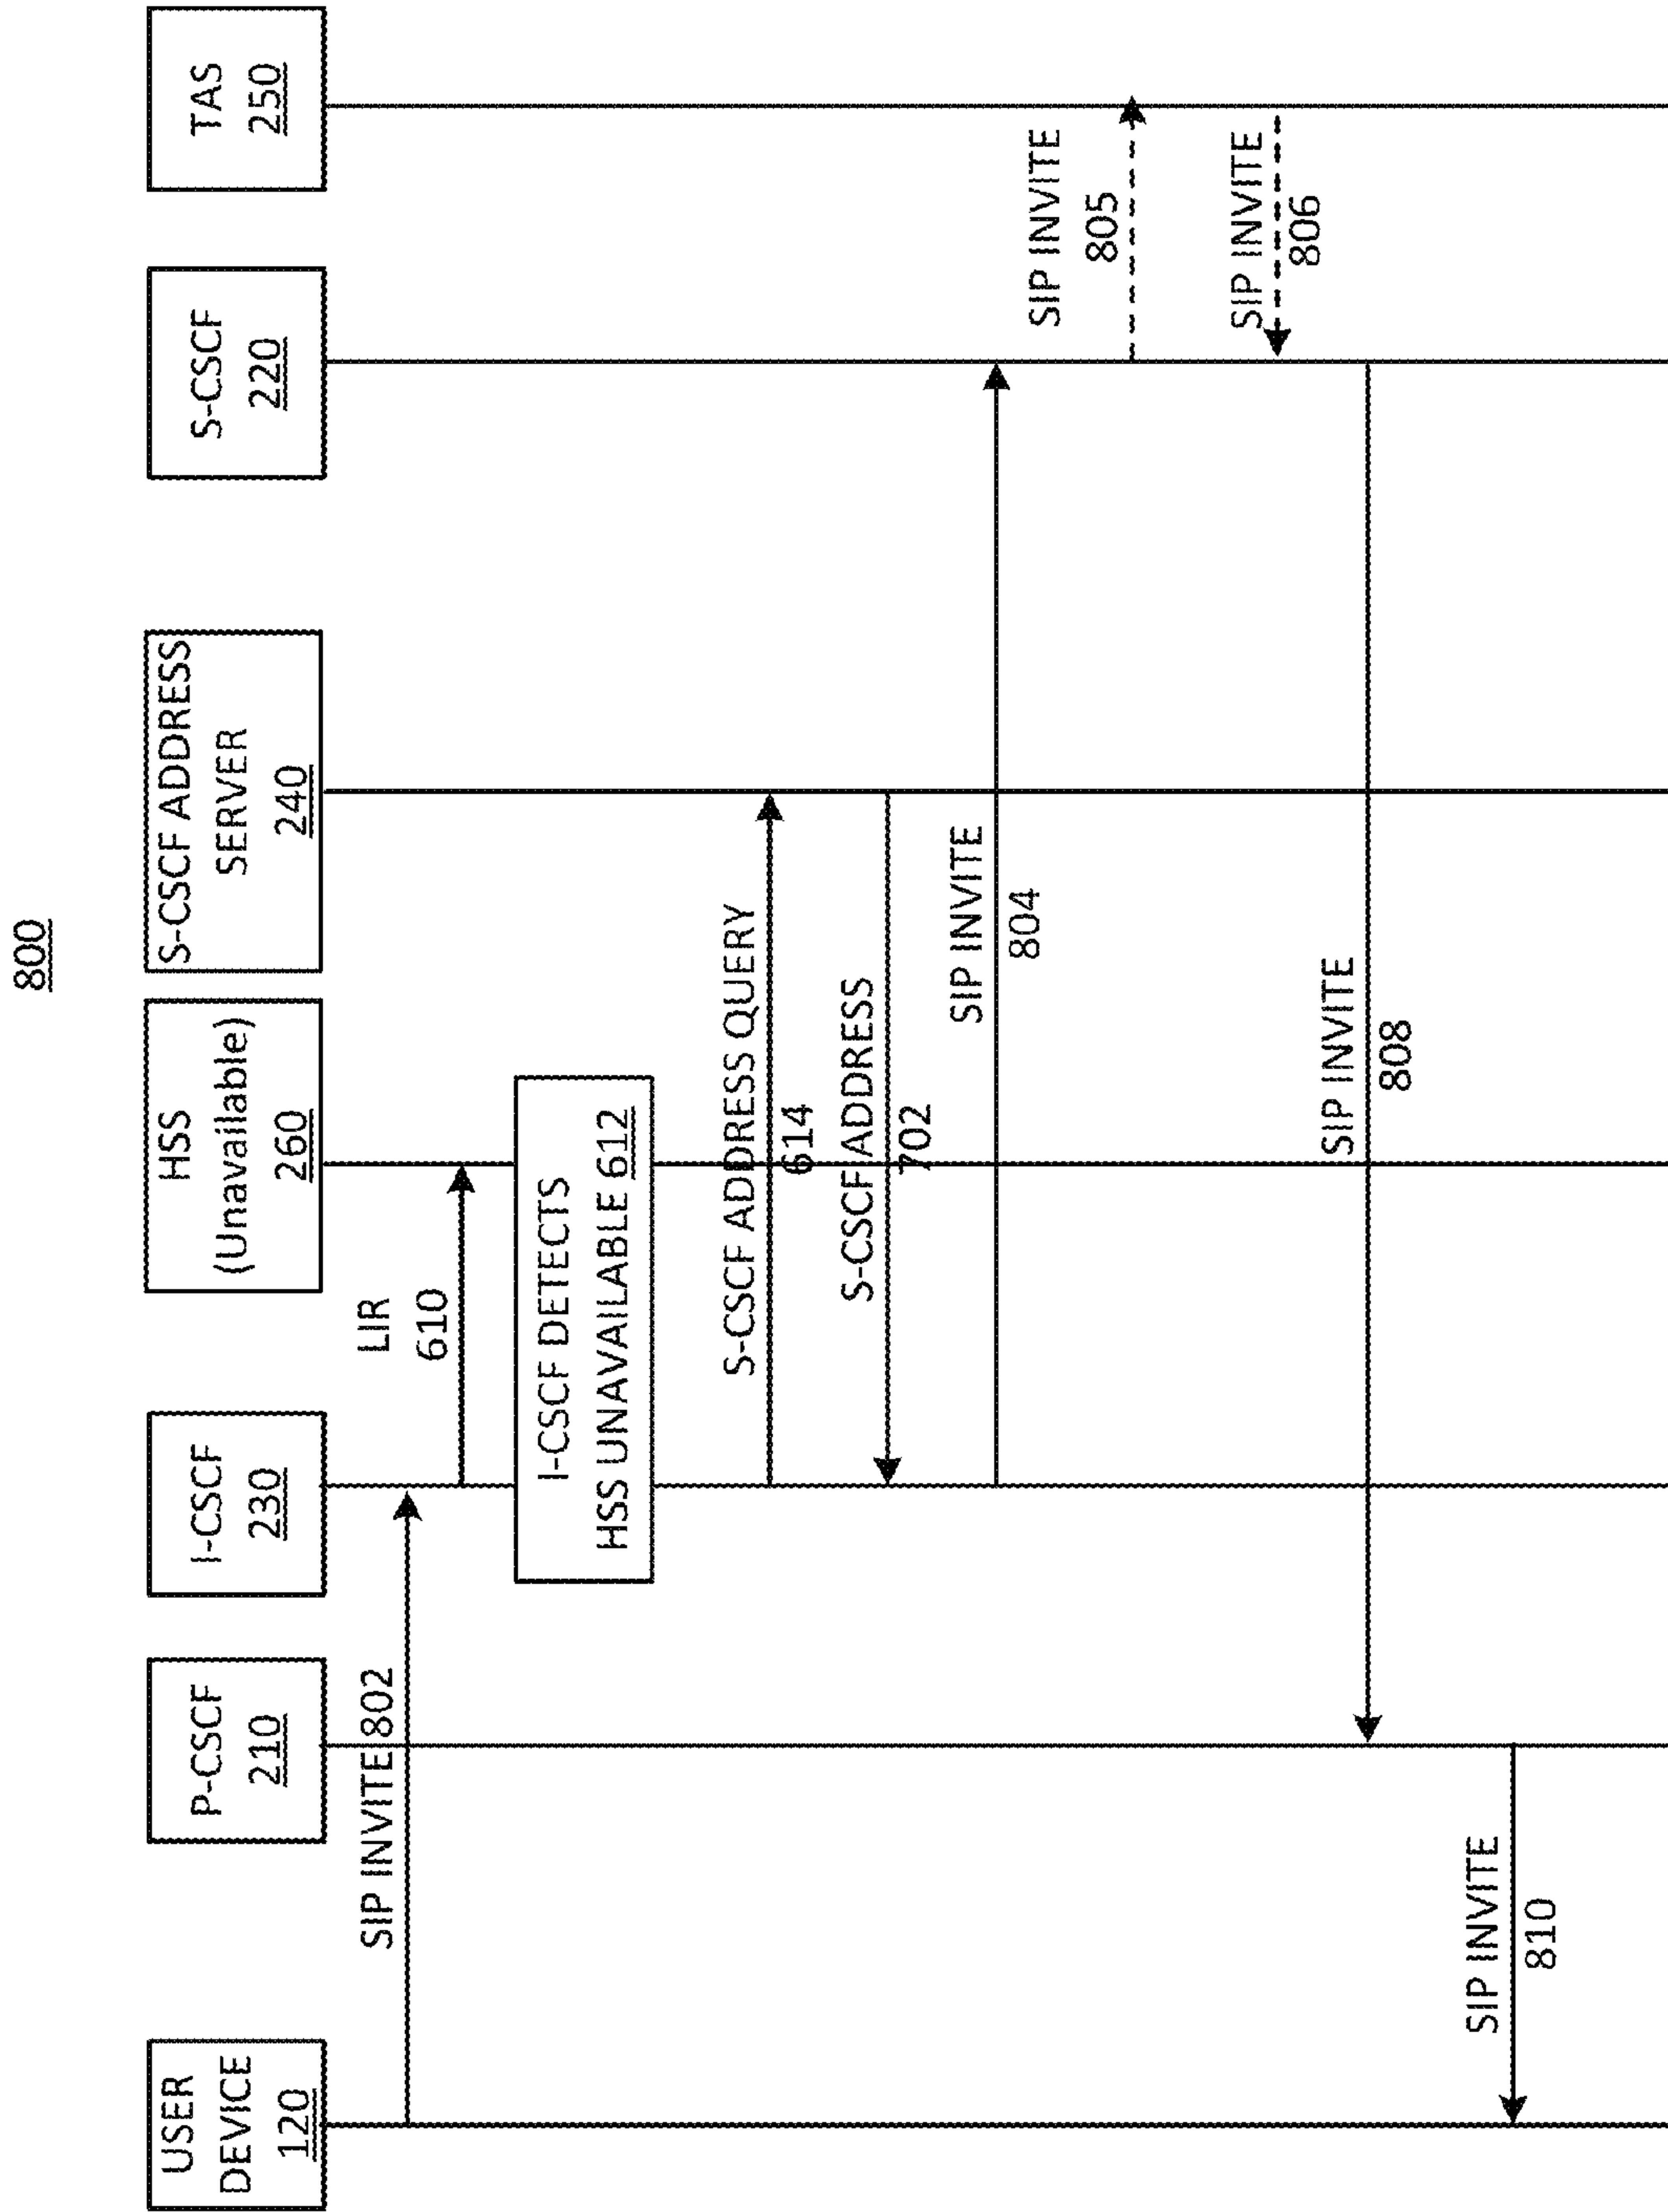 800
USER
DEVICE
120
P-CSCF
210
I-CSCF
230
HSS
(Unavailable)
260
S-CSCF ADDRESS
SERVER
240
S-CSCF
220
TAS
250
SIP INVITE 802
LIR
610
I-CSCF DETECTS
HSS UNAVAILABLE 612
S-CSCF ADDRESS QUERY
614
S-CSCF ADDRESS
702
SIP INVITE
804
SIP INVITE
805
SIP INVITE
806
SIP INVITE
808
SIP INVITE
810